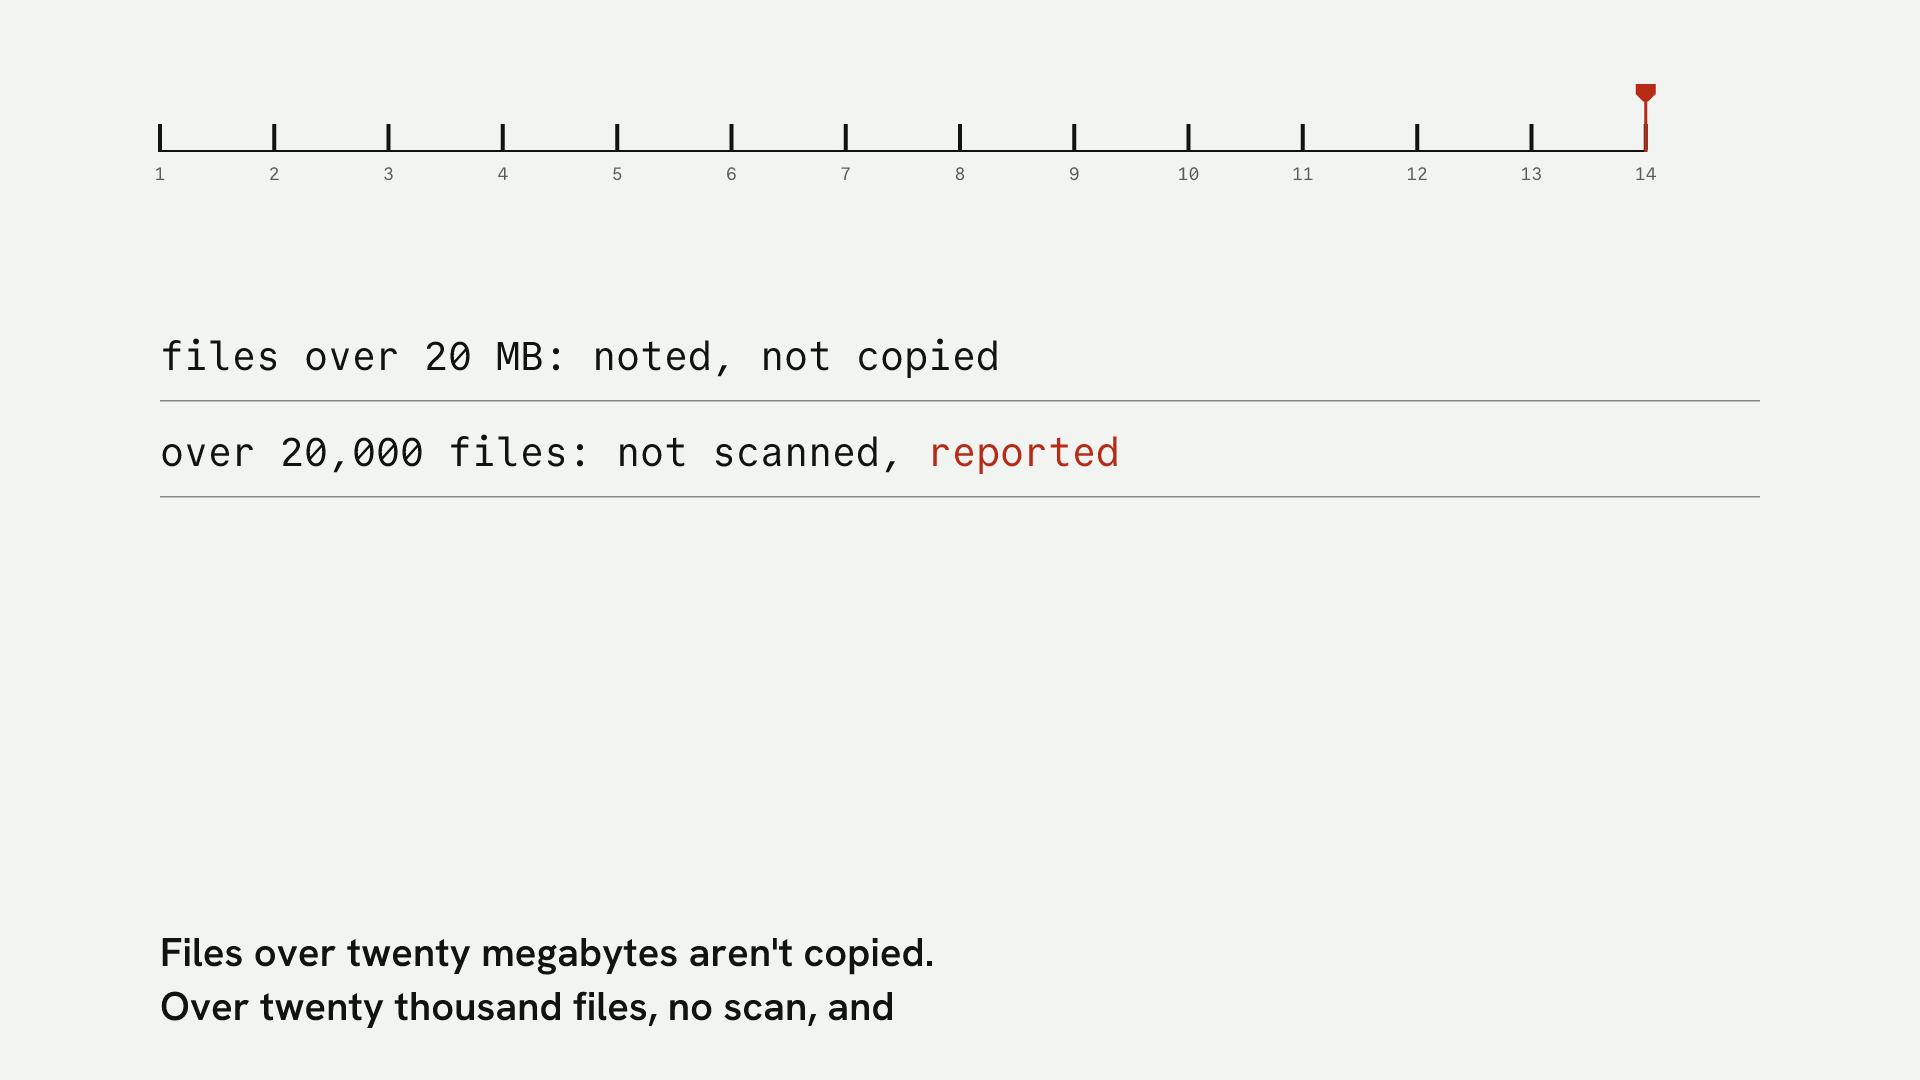 1 2 3 4 5 6 7 8 9 10 11 12 13 14
files over 20 MB: noted, not copied
over 20,000 files: not scanned, reported
Files over twenty megabytes aren't copied.
Over twenty thousand files, no scan, and